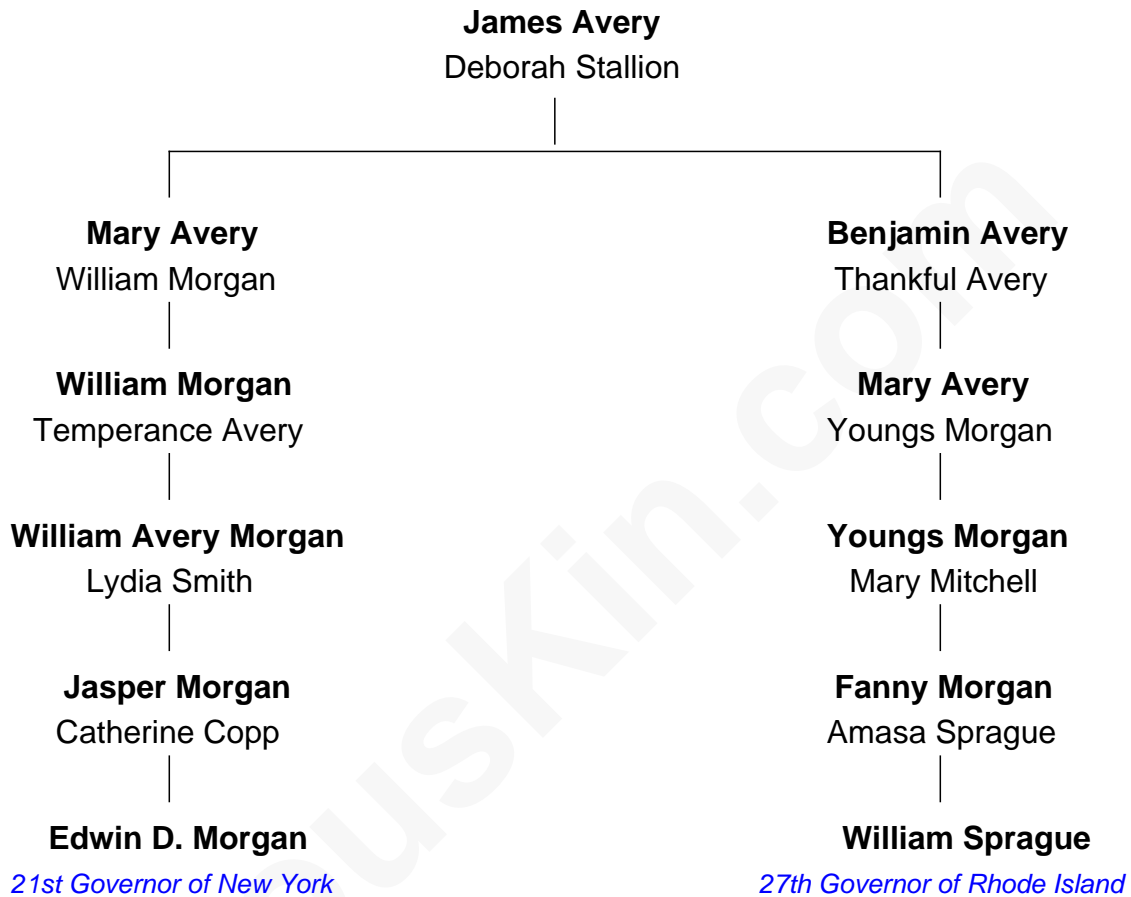 James Avery
Deborah Stallion
Mary Avery
William Morgan
William Morgan
Temperance Avery
William Avery Morgan
Lydia Smith
Jasper Morgan
Catherine Copp
Edwin D. Morgan
21st Governor of New York
Benjamin Avery
Thankful Avery
Mary Avery
Youngs Morgan
Youngs Morgan
Mary Mitchell
Fanny Morgan
Amasa Sprague
William Sprague
27th Governor of Rhode Island
ouskin.com